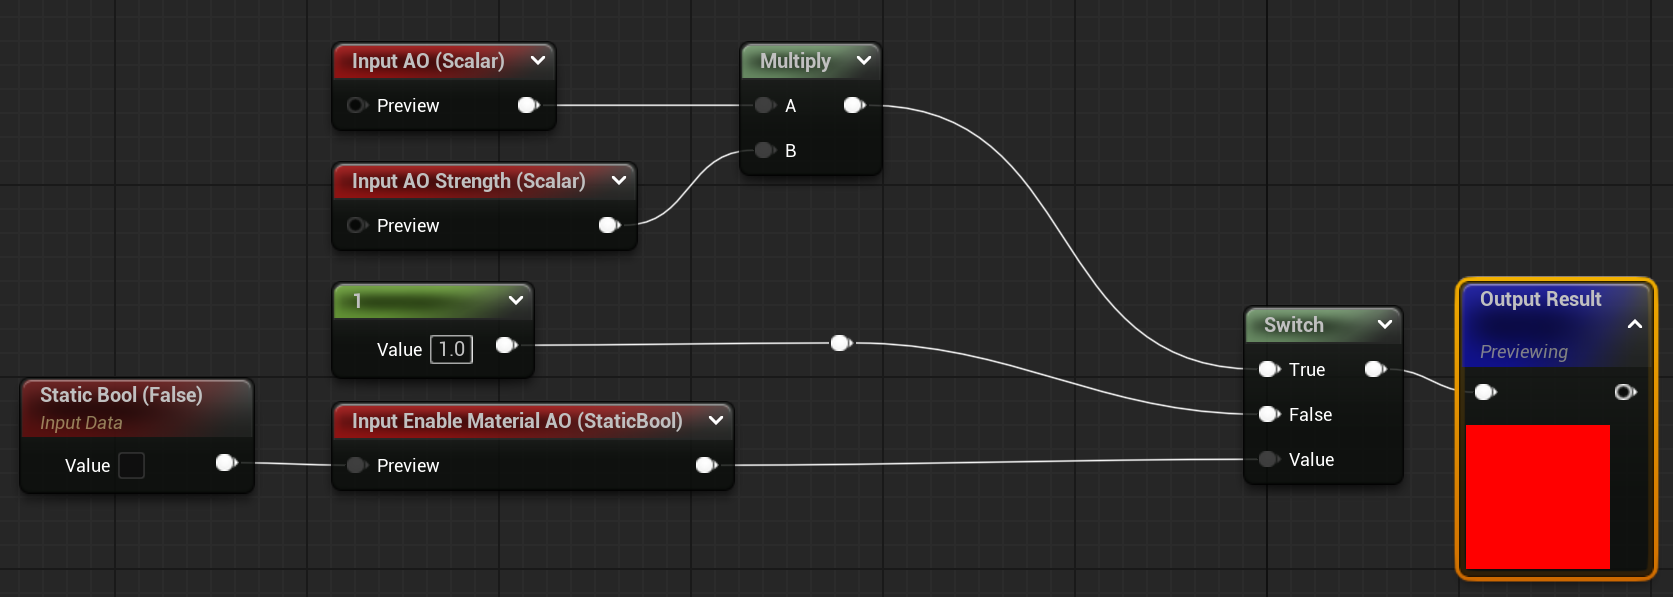 Input AO (Scalar)
Preview
Multiply
A
B
Input AO Strength (Scalar)
Preview
1
Value 1.0
Static Bool (False)
Input Data
Value
Input Enable Material AO (StaticBool)
Preview
Switch
True
False
Value
Output Result
Previewing